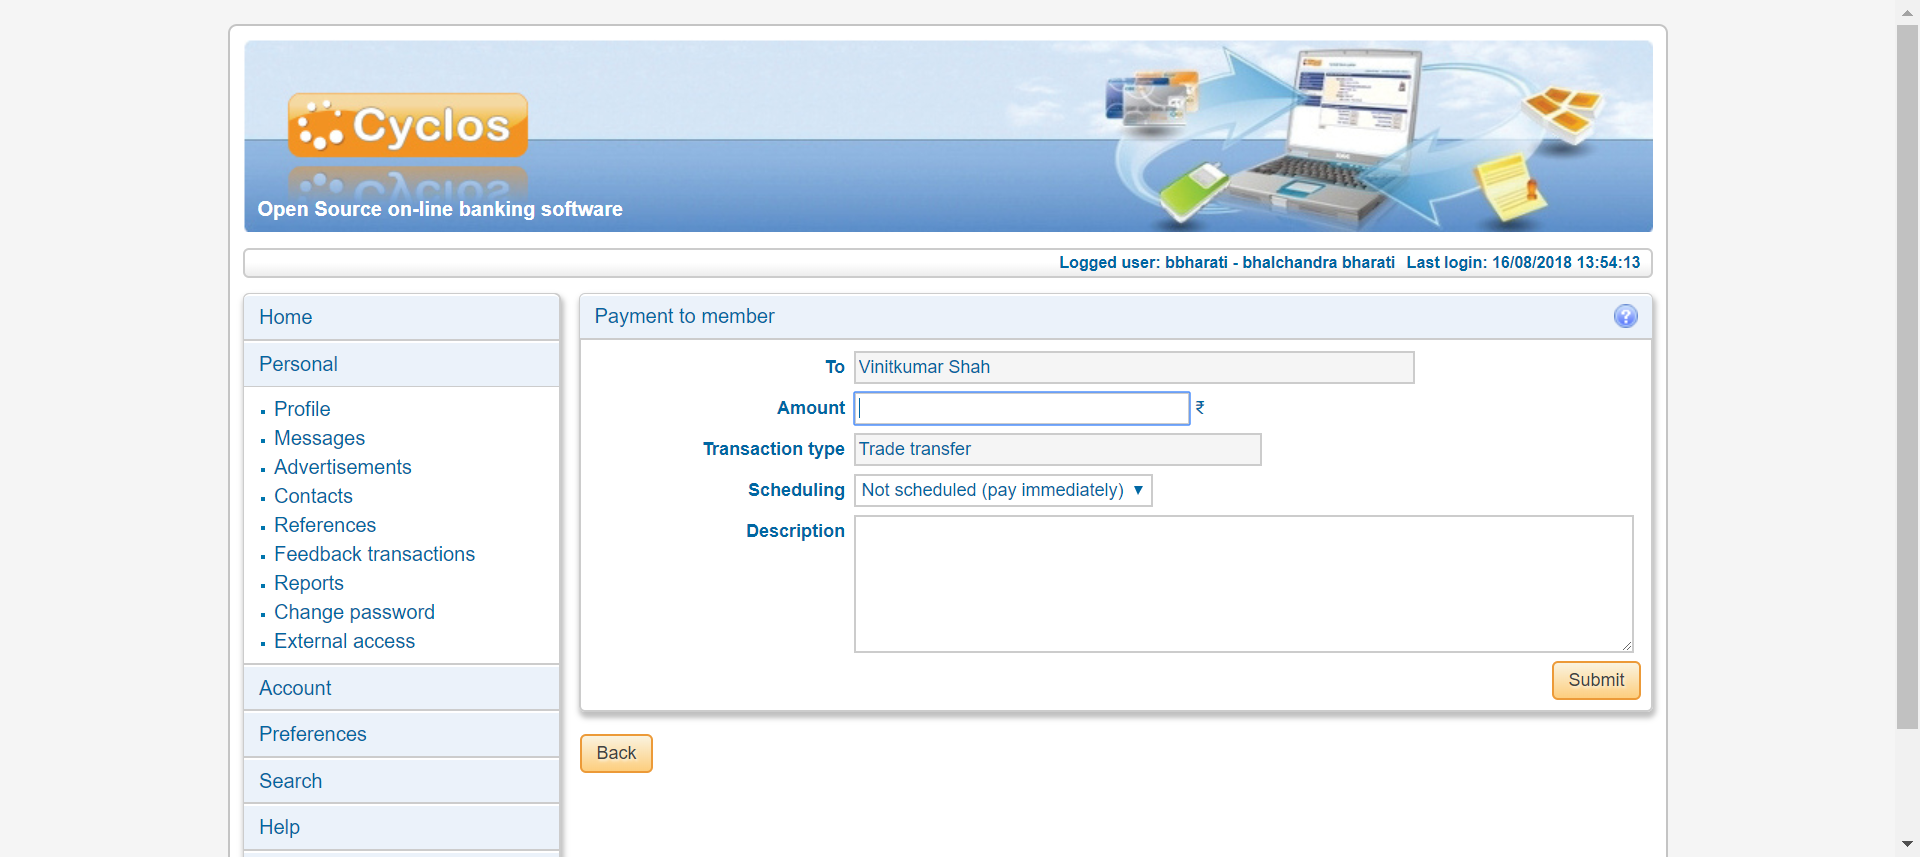 Cyclos
Open Source on-line banking software
Logged user: bbharati - bhalchandra bharati Last login: 16/08/2018 13:54:13
Home
Personal
Profile
Messages
Advertisements
Contacts
References
Feedback transactions
Reports
Change password
External access
Account
Preferences
Search
Help
Payment to member
?
To Vinitkumar Shah
Amount ₹
Transaction type Trade transfer
Scheduling Not scheduled (pay immediately) ▼
Description
Submit
Back